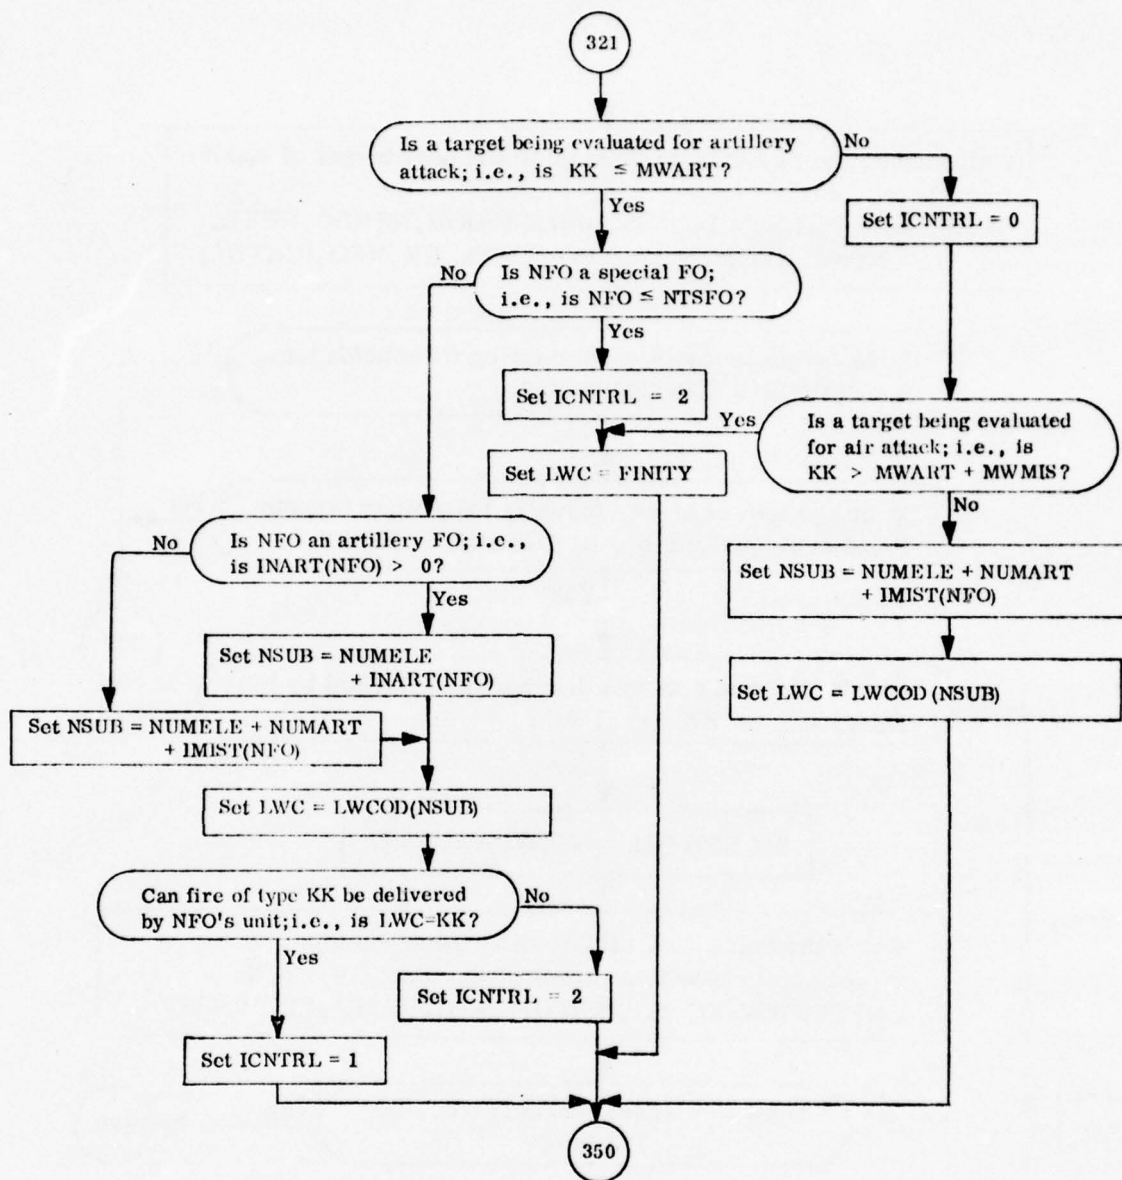 321
Is a target being evaluated for artillery
attack; i.e., is KK ≤ MWART?
No
Yes
Set ICNTRL = 0
No
Is NFO a special FO;
i.e., is NFO ≤ NTSFO?
Yes
Set ICNTRL = 2
Yes
Is a target being evaluated
for air attack; i.e., is
KK > MWART + MWMIS?
Set LWC = FINITY
No
No
Is NFO an artillery FO; i.e.,
is INART(NFO) > 0?
Yes
Set NSUB = NUMELE + NUMART
+ IMIST(NFO)
Set NSUB = NUMELE
+ INART(NFO)
Set LWC = LWCOD(NSUB)
Set NSUB = NUMELE + NUMART
+ IMIST(NFO)
Set LWC = LWCOD(NSUB)
Can fire of type KK be delivered
by NFO's unit;i.e., is LWC=KK?
No
Yes
Set ICNTRL = 2
Set ICNTRL = 1
350